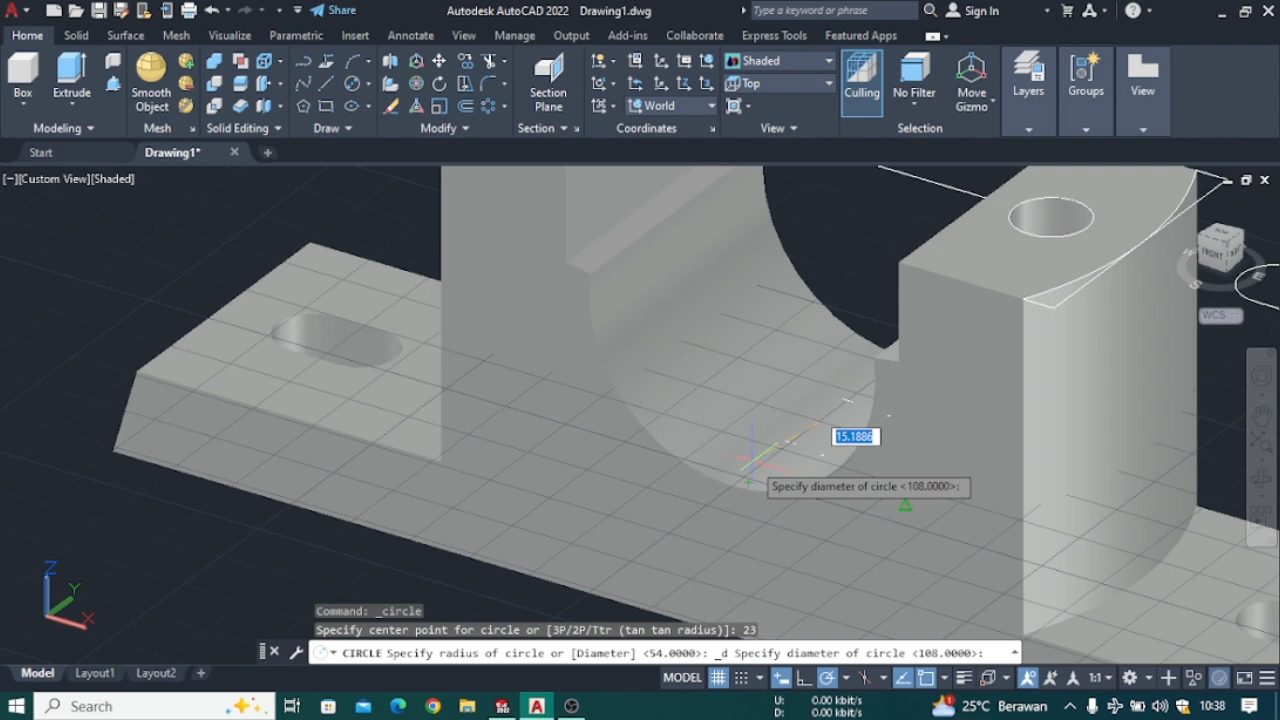 Share
Autodesk AutoCAD 2022 Drawing1.dwg
Type a keyword or phrase
Sign In
Home Solid Surface Mesh Visualize Parametric Insert Annotate View Manage Output Add-ins Collaborate Express Tools Featured Apps
Shaded
Top
World
Box Extrude Smooth Object Section Plane Culling No Filter Move Gizmo Layers Groups View
Modeling Mesh Solid Editing Draw Modify Section Coordinates View Selection
Start Drawing1*
[−][Custom View][Shaded]
FRONT
WCS
15.1886
Specify diameter of circle <108.0000>:
Z
Y
X
Command: _circle
Specify center point for circle or [3P/2P/Ttr (tan tan radius)]: 23
CIRCLE Specify radius of circle or [Diameter] <54.0000>: _d Specify diameter of circle <108.0000>:
Model Layout1 Layout2 MODEL 1:1
Search
U: 0.00 kbit/s
D: 0.00 kbit/s
25°C Berawan
10:38